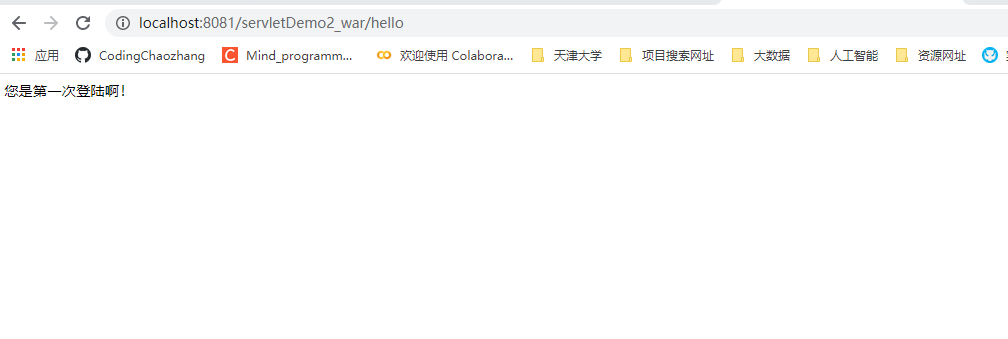 localhost:8081/servletDemo2_war/hello
应用 CodingChaozhang C Mind_programm... 欢迎使用 Colabora... 天津大学 项目搜索网址 大数据 人工智能 资源网址
您是第一次登陆啊！